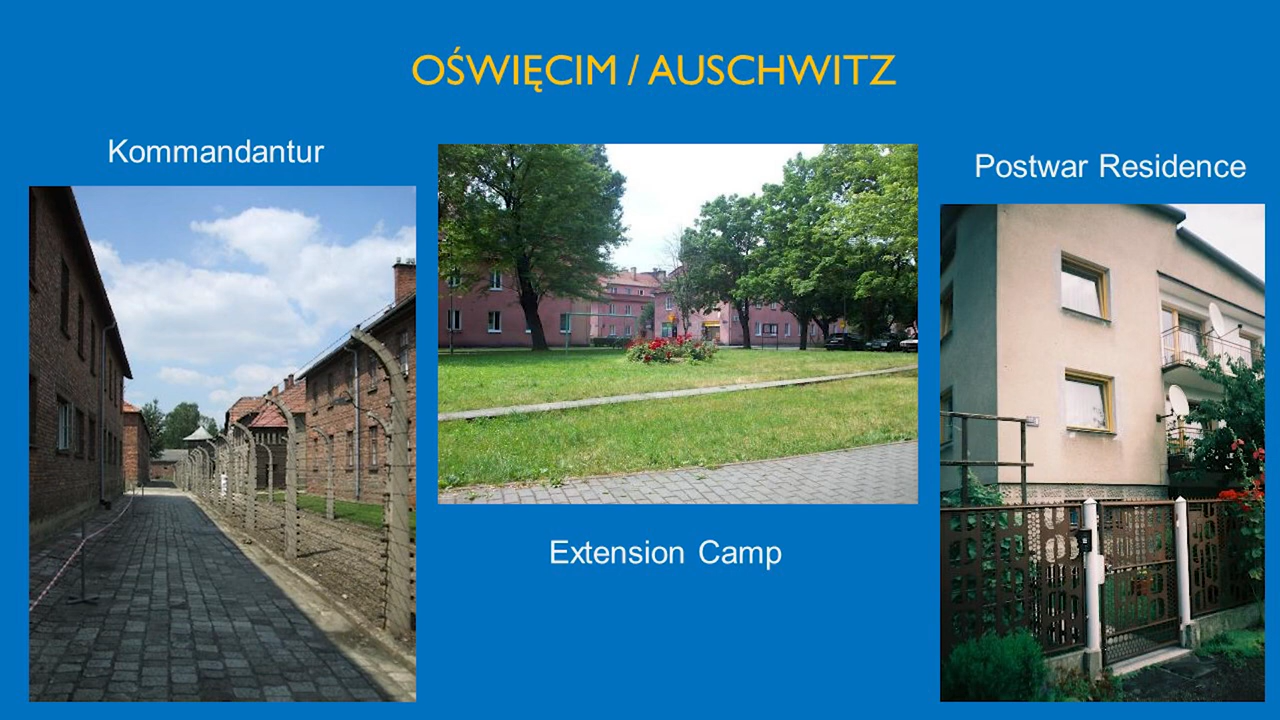 OŚWIĘCIM / AUSCHWITZ
Kommandantur
Postwar Residence
Extension Camp